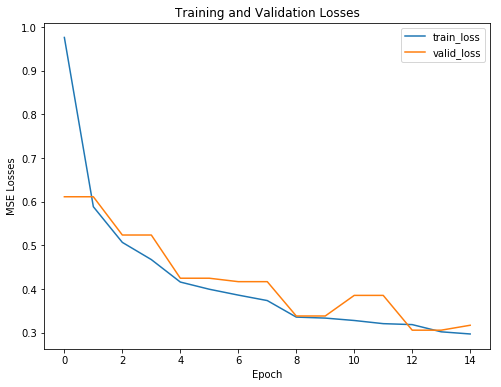 Training and Validation Losses
train_loss
valid_loss
MSE Losses
1.0
0.9
0.8
0.7
0.6
0.5
0.4
0.3
0 2 4 6 8 10 12 14
Epoch